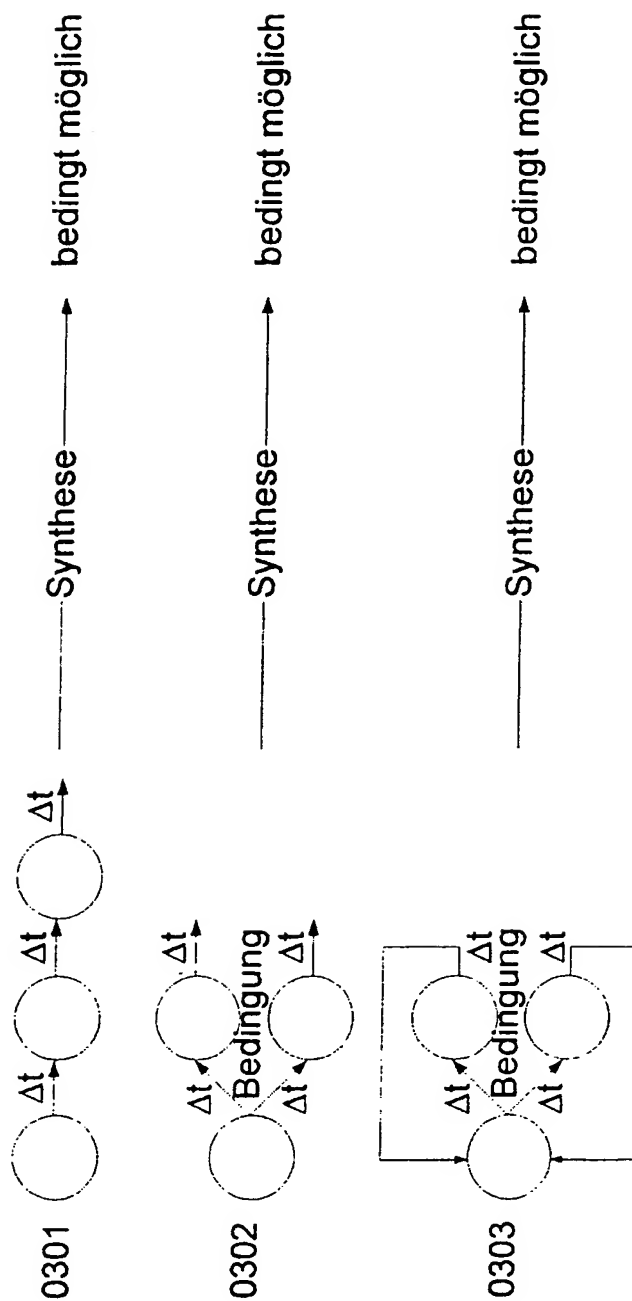 0301
Δt
Δt
Δt
Synthese
bedingt möglich
0302
Δt
Δt
Bedingung
Δt
Δt
Synthese
bedingt möglich
0303
Δt
Δt
Bedingung
Δt
Δt
Synthese
bedingt möglich